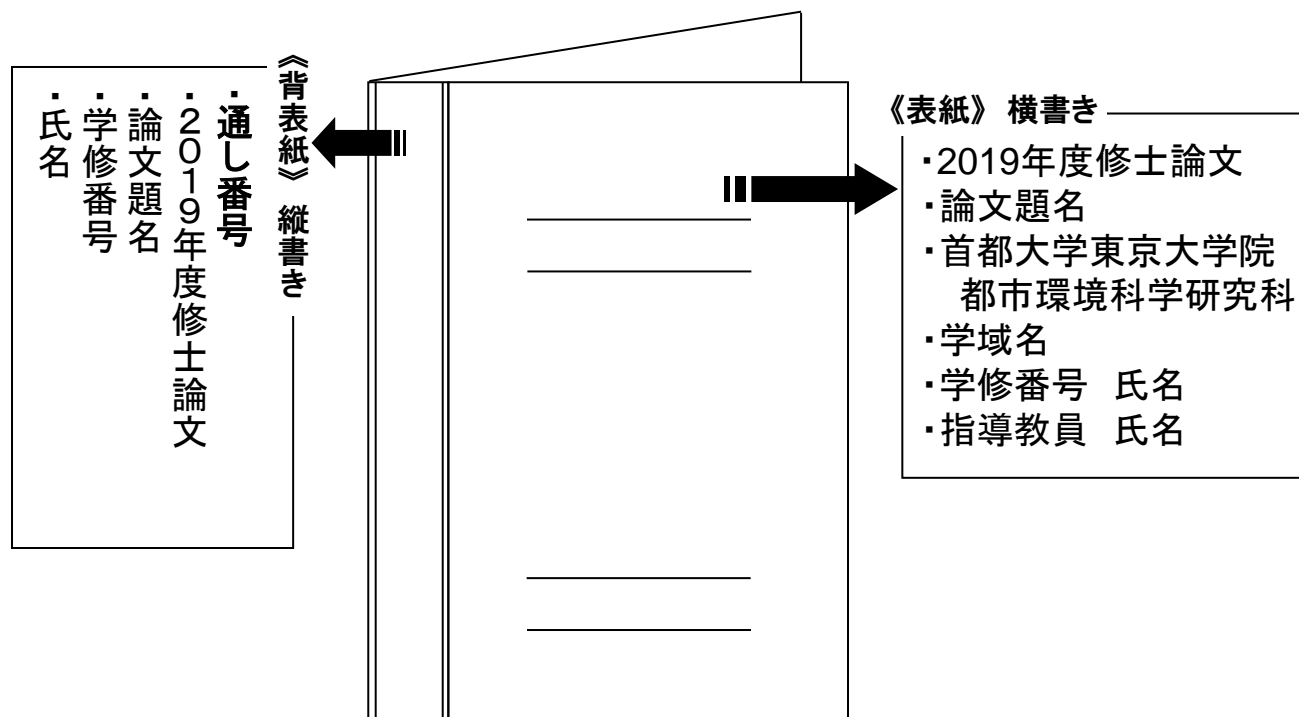 《背表紙》 縦書き
・通し番号
・２０１９年度修士論文
・論文題名
・学修番号
・氏名
《表紙》 横書き
・2019年度修士論文
・論文題名
・首都大学東京大学院
都市環境科学研究科
・学域名
・学修番号　氏名
・指導教員　氏名